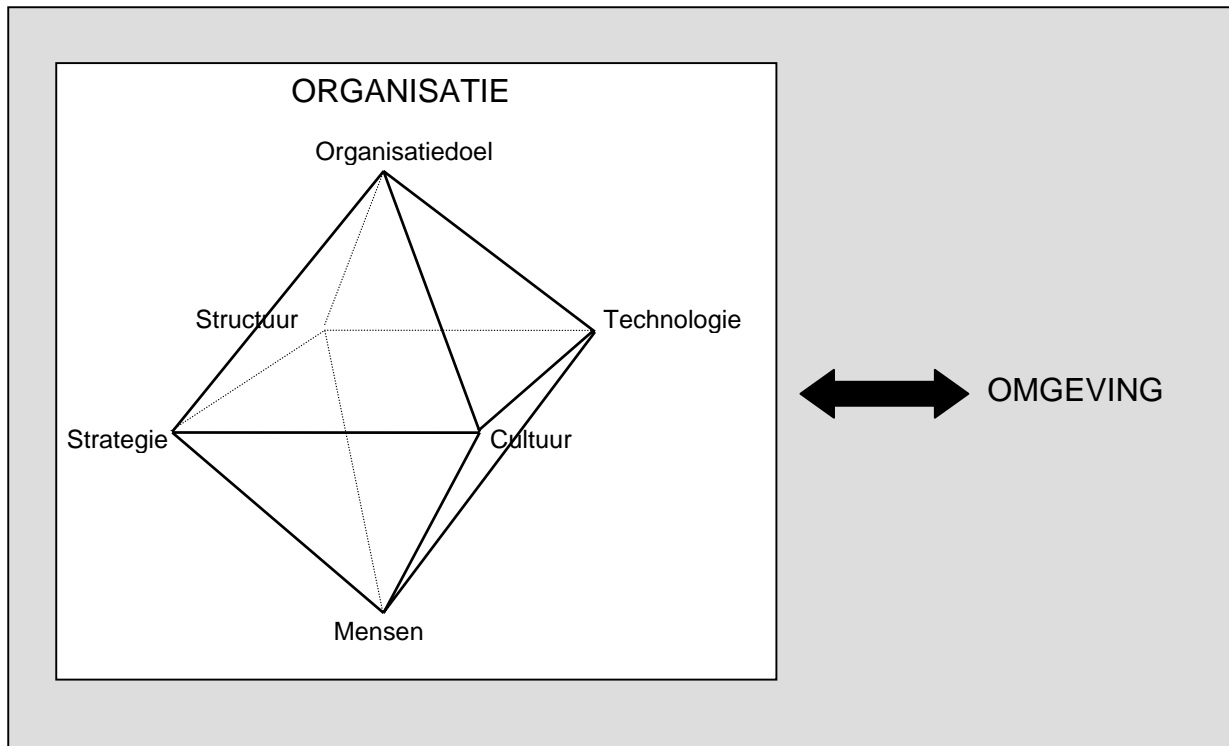 ORGANISATIE
Organisatiedoel
Structuur
Technologie
OMGEVING
Strategie
Cultuur
Mensen